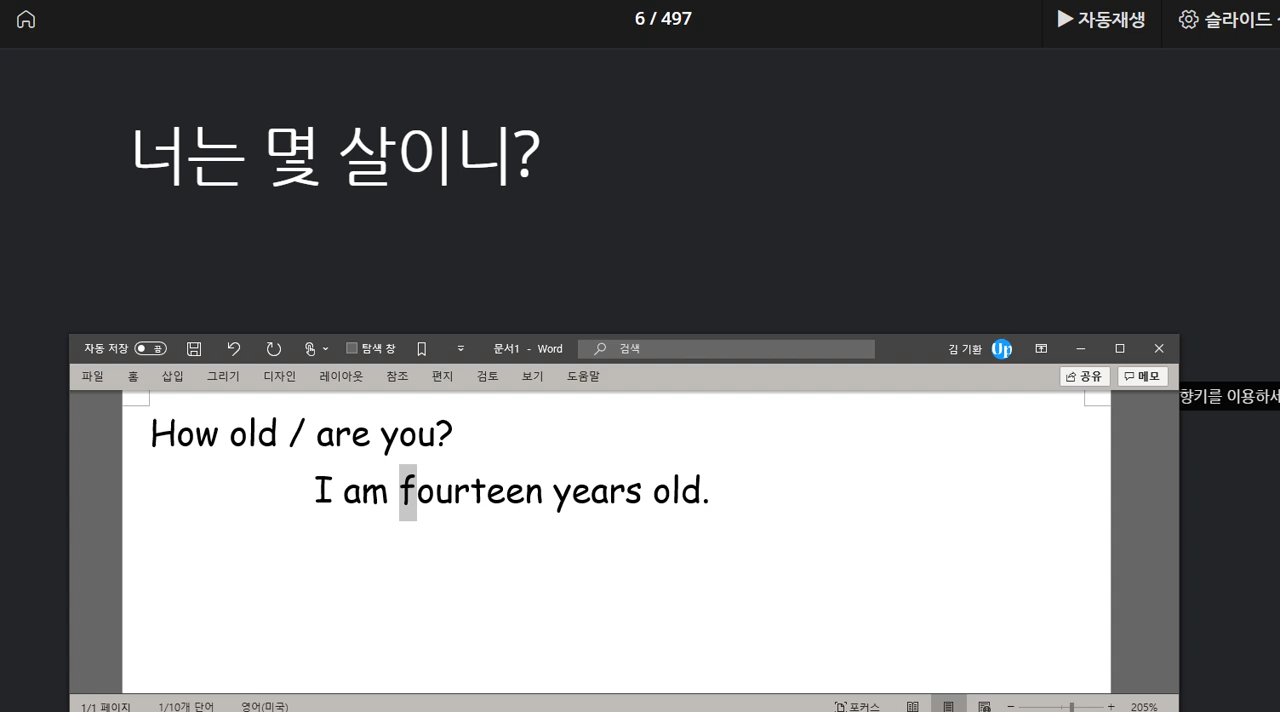 6 / 497
▶ 자동재생
슬라이드
너는 몇 살이니?
자동 저장 끔
탐색 창
문서1 - Word
검색
김 기환
Up
파일 홈 삽입 그리기 디자인 레이아웃 참조 편지 검토 보기 도움말
공유
메모
향키를 이용하세
How old / are you?
I am fourteen years old.
1/1 페이지 1/10개 단어 영어(미국)
포커스
205%